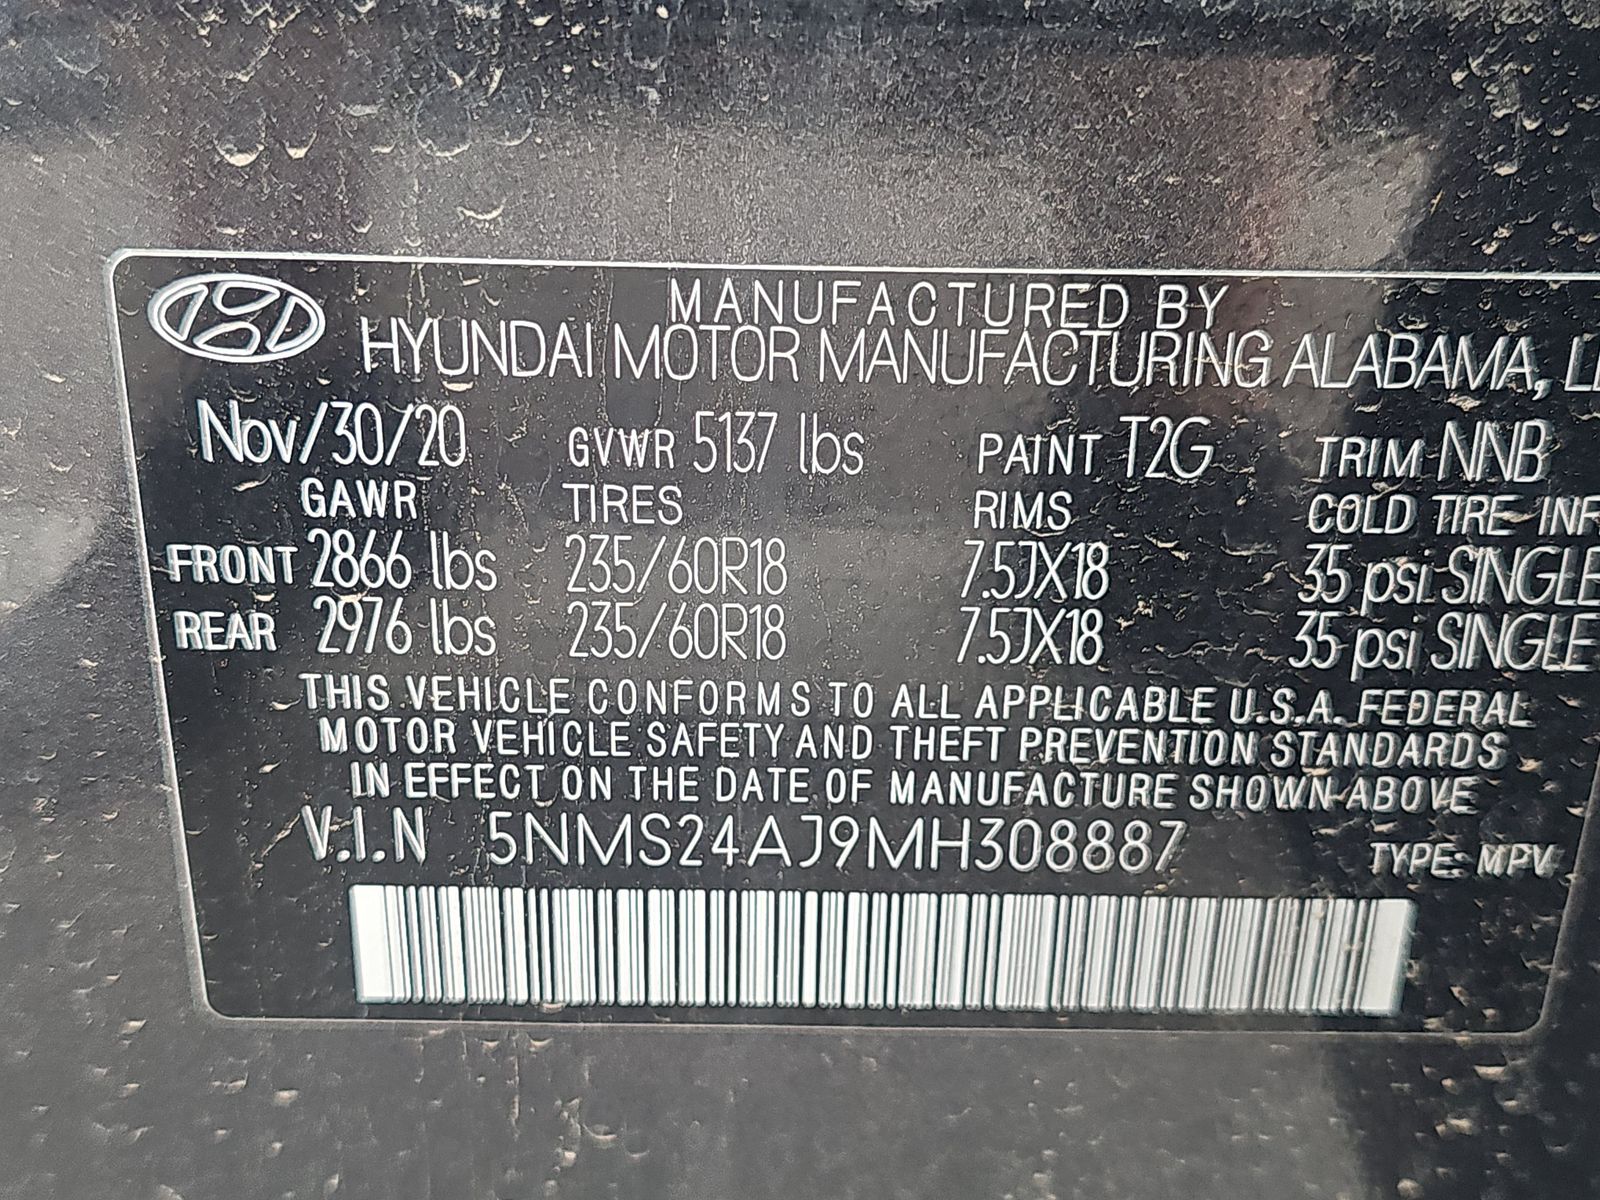 MANUFACTURED BY
HYUNDAI MOTOR MANUFACTURING ALABAMA,
Nov/30/20 GVWR 5137 lbs PAINT T2G TRIM NNB
GAWR TIRES RIMS COLD TIRE INF
FRONT 2866 lbs 235/60R18 7.5JX18 35 psi SINGLE
REAR 2976 lbs 235/60R18 7.5JX18 35 psi SINGLE
THIS VEHICLE CONFORMS TO ALL APPLICABLE U.S.A. FEDERAL
MOTOR VEHICLE SAFETY AND THEFT PREVENTION STANDARDS
IN EFFECT ON THE DATE OF MANUFACTURE SHOWN ABOVE
V.I.N 5NMS24AJ9MH308887 TYPE: MPV